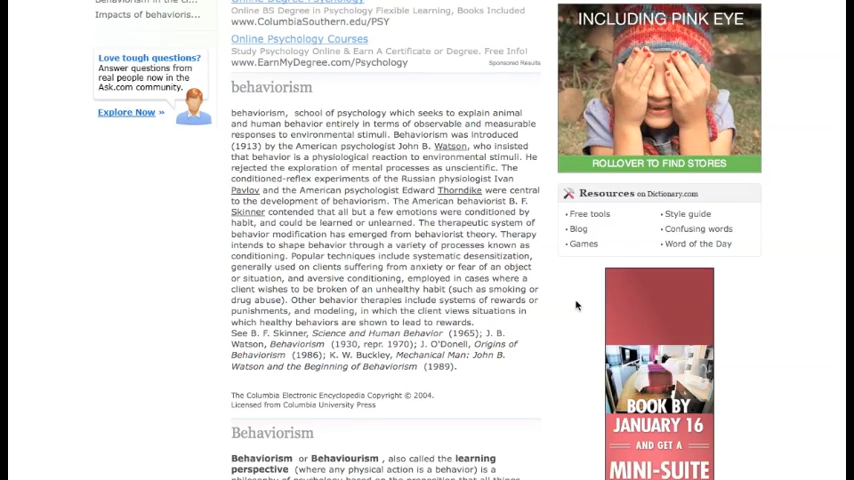 Impacts of behavioris...
Love tough questions?
Answer questions from
real people now in the
Ask.com community.
Explore Now »
Online BS Degree in Psychology Flexible Learning, Books Included
www.ColumbiaSouthern.edu/PSY
Online Psychology Courses
Study Psychology Online & Earn A Certificate or Degree. Free Info!
www.EarnMyDegree.com/Psychology
Sponsored Results
behaviorism
behaviorism, school of psychology which seeks to explain animal
and human behavior entirely in terms of observable and measurable
responses to environmental stimuli. Behaviorism was introduced
(1913) by the American psychologist John B. Watson, who insisted
that behavior is a physiological reaction to environmental stimuli. He
rejected the exploration of mental processes as unscientific. The
conditioned-reflex experiments of the Russian physiologist Ivan
Pavlov and the American psychologist Edward Thorndike were central
to the development of behaviorism. The American behaviorist B. F.
Skinner contended that all but a few emotions were conditioned by
habit, and could be learned or unlearned. The therapeutic system of
behavior modification has emerged from behaviorist theory. Therapy
intends to shape behavior through a variety of processes known as
conditioning. Popular techniques include systematic desensitization,
generally used on clients suffering from anxiety or fear of an object
or situation, and aversive conditioning, employed in cases where a
client wishes to be broken of an unhealthy habit (such as smoking or
drug abuse). Other behavior therapies include systems of rewards or
punishments, and modeling, in which the client views situations in
which healthy behaviors are shown to lead to rewards.
See B. F. Skinner, Science and Human Behavior (1965); J. B.
Watson, Behaviorism (1930, repr. 1970); J. O'Donell, Origins of
Behaviorism (1986); K. W. Buckley, Mechanical Man: John B.
Watson and the Beginning of Behaviorism (1989).
The Columbia Electronic Encyclopedia Copyright © 2004.
Licensed from Columbia University Press
Behaviorism
Behaviorism or Behaviourism , also called the learning
perspective (where any physical action is a behavior) is a
INCLUDING PINK EYE
ROLLOVER TO FIND STORES
Resources on Dictionary.com
• Free tools
• Style guide
• Blog
• Confusing words
• Games
• Word of the Day
BOOK BY
JANUARY 16
AND GET A
MINI-SUITE